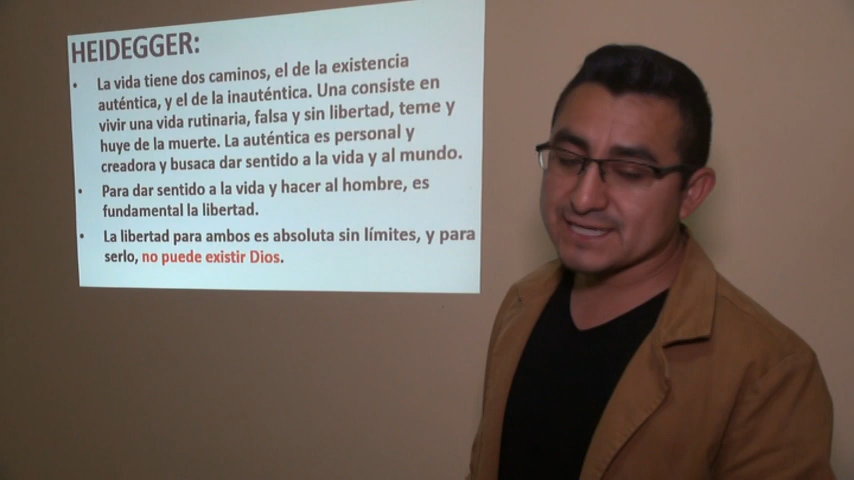 HEIDEGGER:
• La vida tiene dos caminos, el de la existencia
auténtica, y el de la inauténtica. Una consiste en
vivir una vida rutinaria, falsa y sin libertad, teme y
huye de la muerte. La auténtica es personal y
creadora y busaca dar sentido a la vida y al mundo.
• Para dar sentido a la vida y hacer al hombre, es
fundamental la libertad.
• La libertad para ambos es absoluta sin límites, y para
serlo, no puede existir Dios.